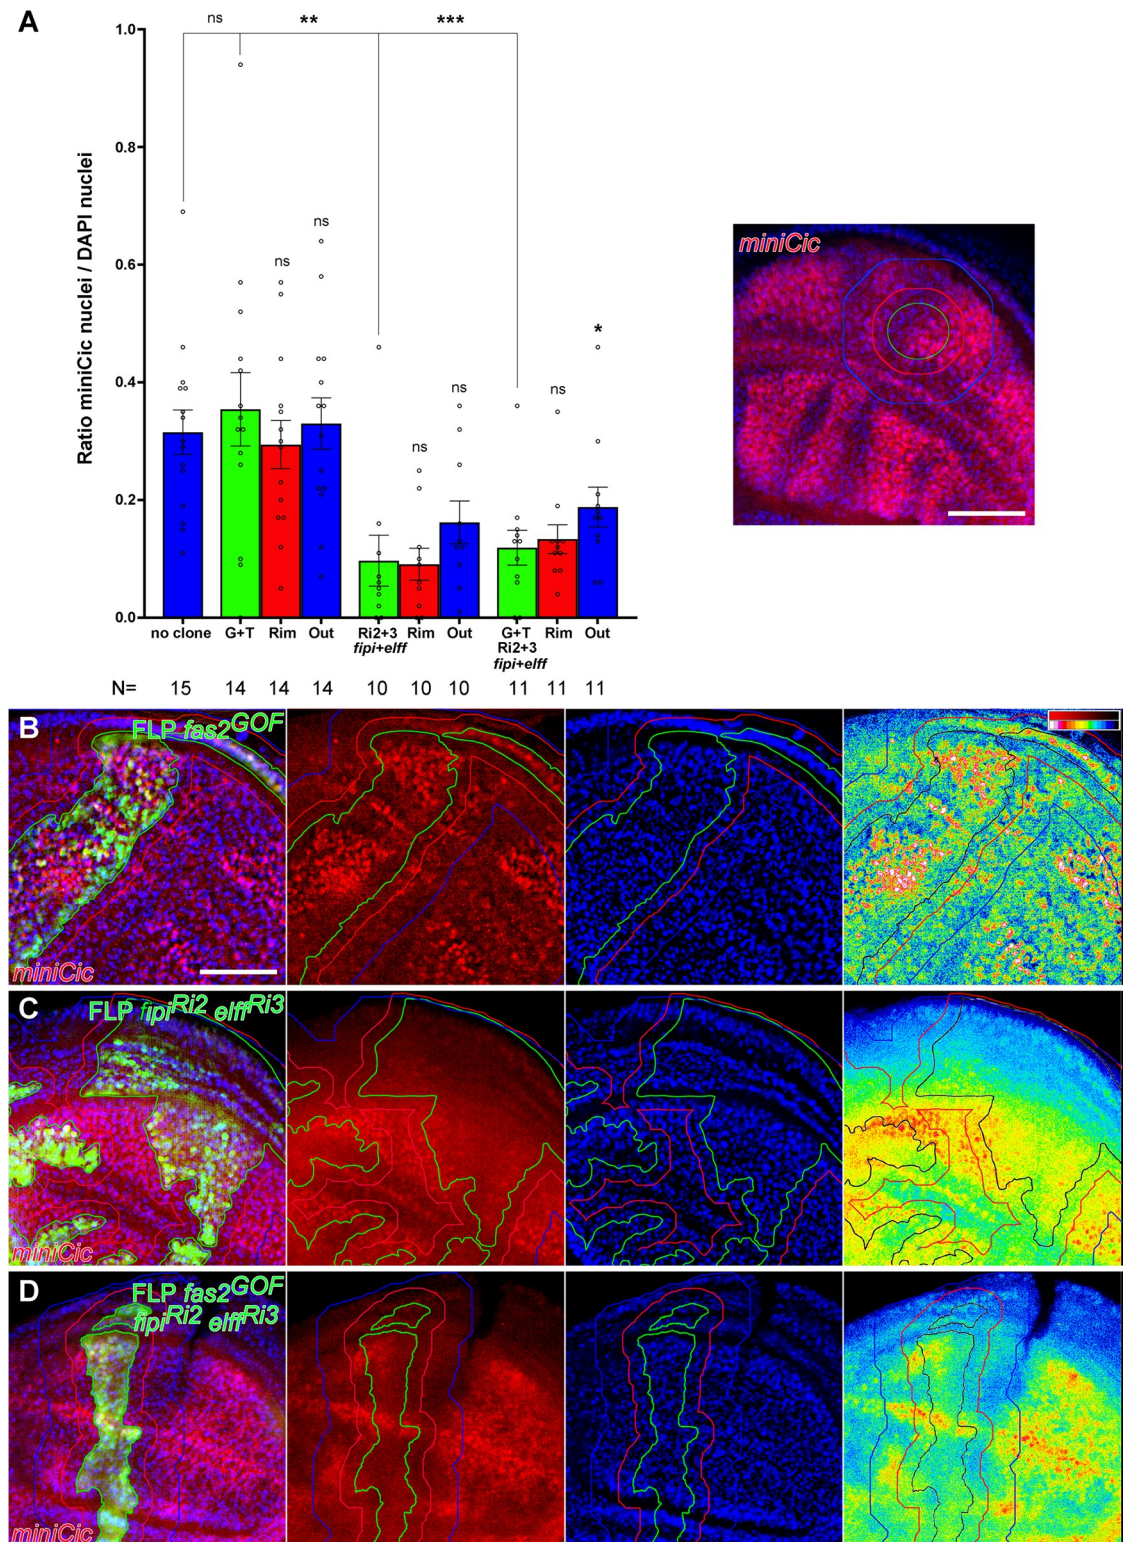 A
ns
**
***
Ratio miniCic nuclei / DAPI nuclei
1.0
0.8
0.6
0.4
0.2
0.0
ns
ns
ns
ns
ns
*
no clone G+T Rim Out Ri2+3 Rim Out G+T Rim Out
fipi+elff Ri2+3
fipi+elff
N= 15 14 14 14 10 10 10 11 11 11
miniCic
B
FLP fas2GOF
miniCic
C
FLP fipiRi2 elffRi3
miniCic
D
FLP fas2GOF
fipiRi2 elffRi3
miniCic